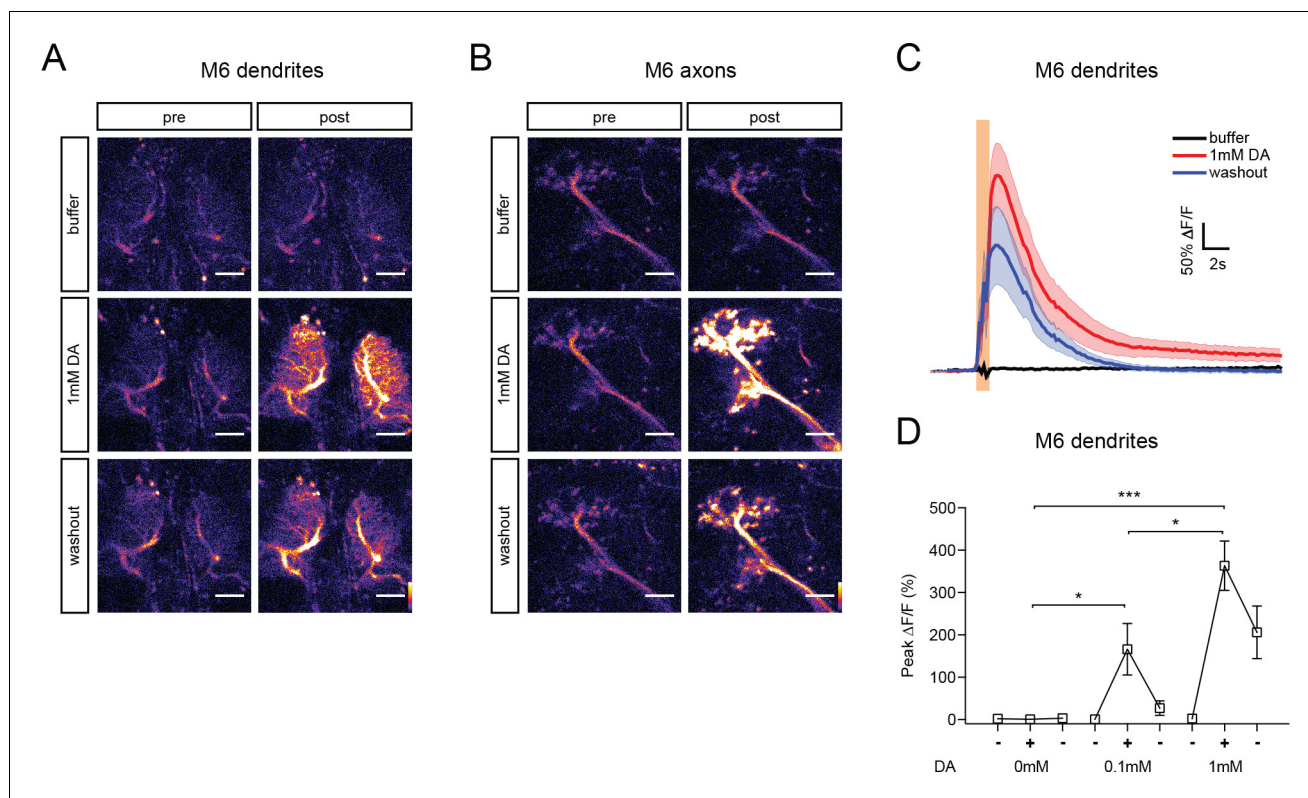 A
M6 dendrites
pre
post
buffer
1mM DA
washout
B
M6 axons
pre
post
buffer
1mM DA
washout
C
M6 dendrites
buffer
1mM DA
washout
50% ΔF/F
2s
D
M6 dendrites
***
*
*
Peak ΔF/F (%)
500
400
300
200
100
0
- + - - + - - + -
DA 0mM 0.1mM 1mM